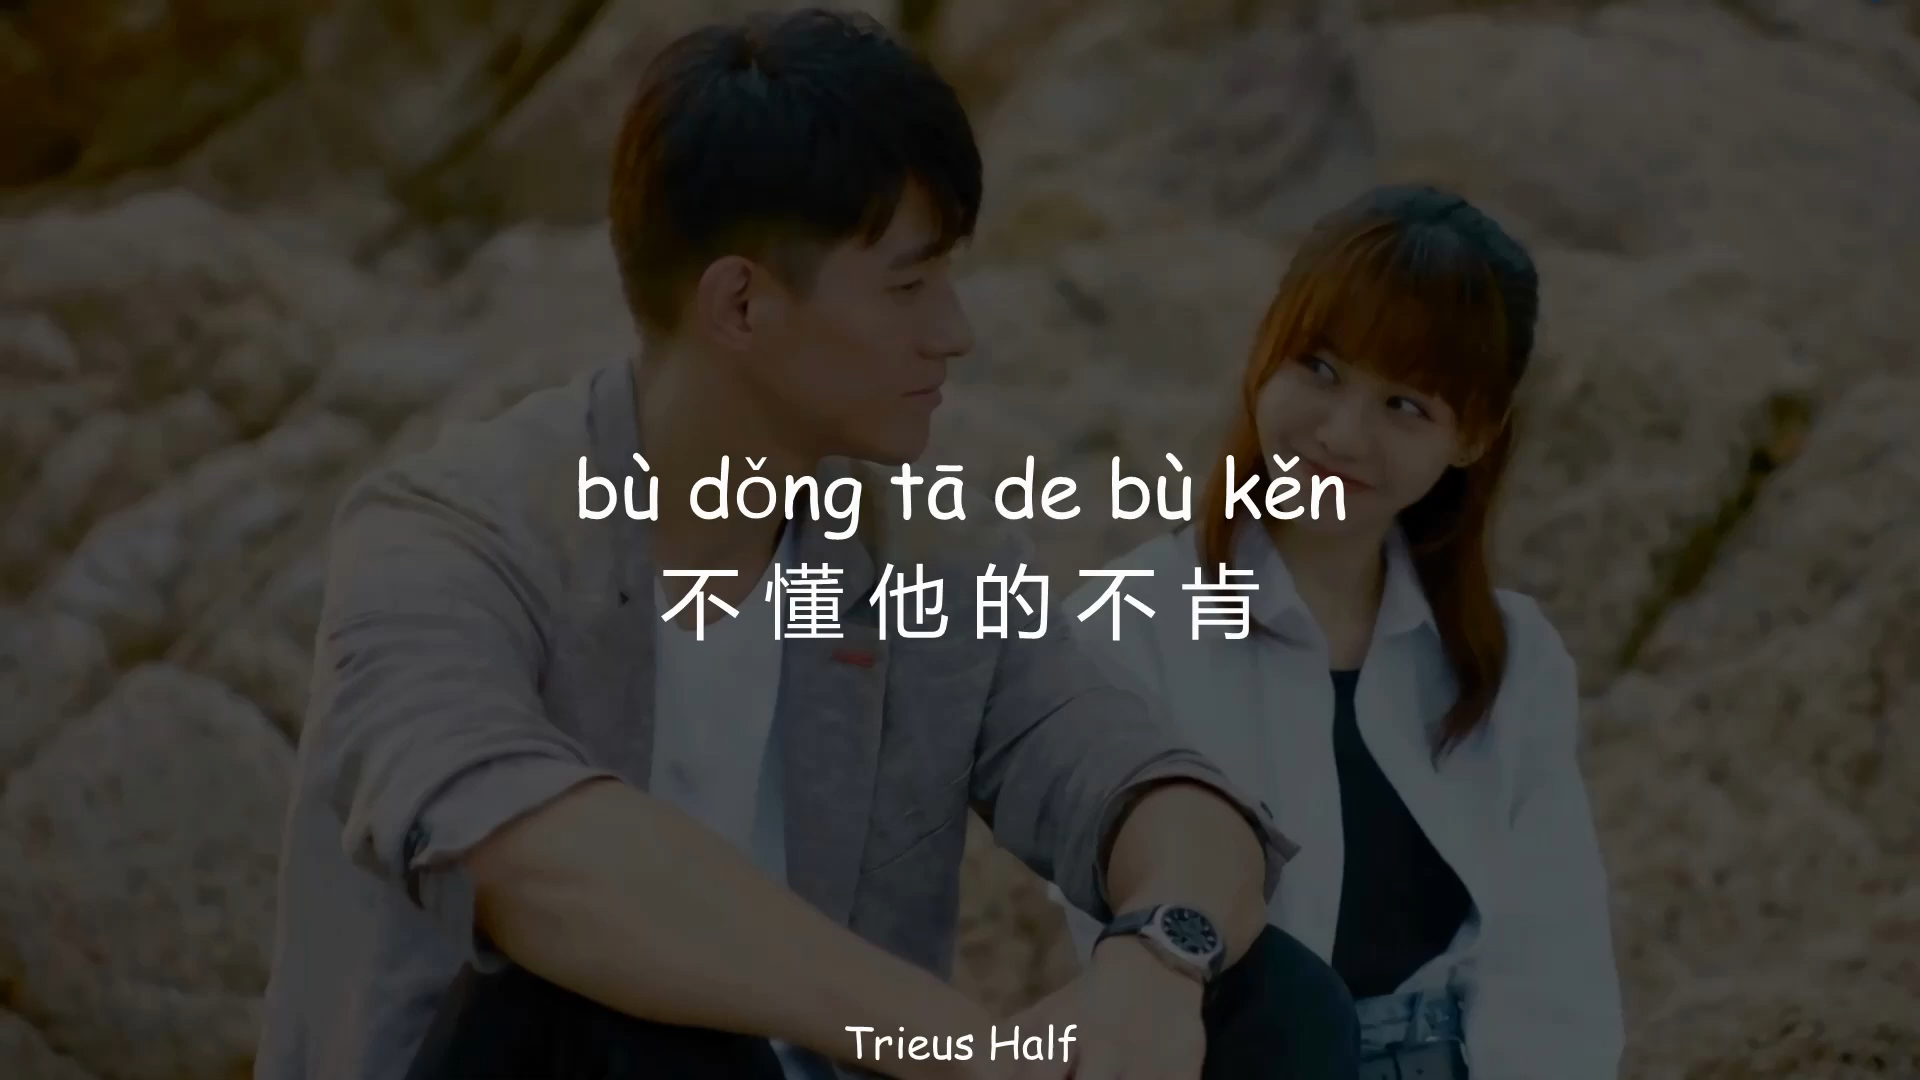 bù dǒng tā de bù kěn
不懂他的不肯
Trieus Half